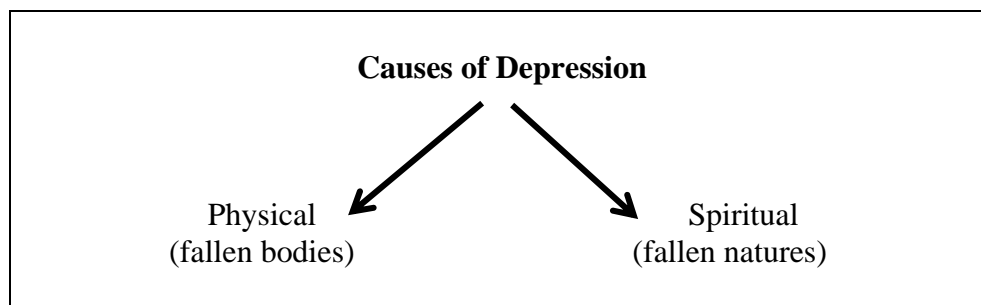 Causes of Depression
Physical
(fallen bodies)
Spiritual
(fallen natures)